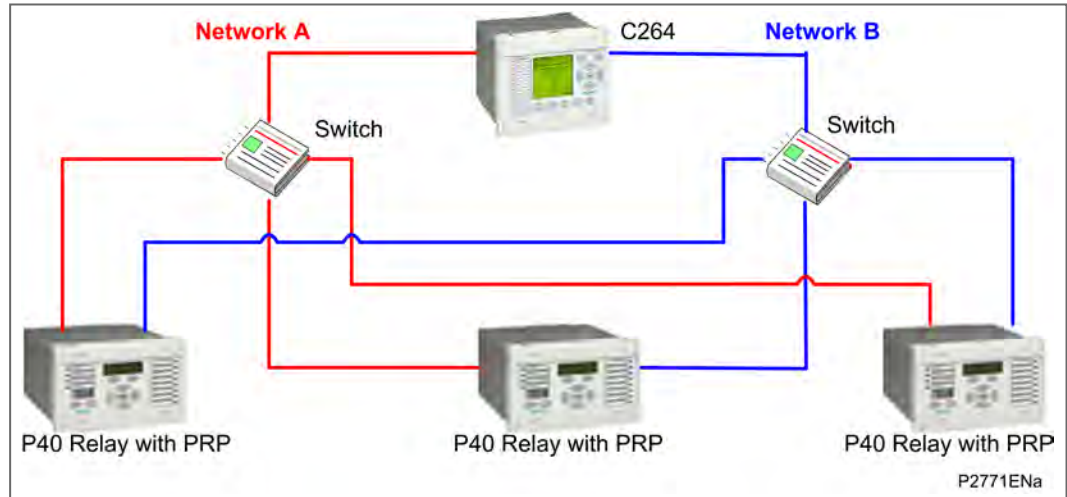 Network A
C264
Network B
Switch
Switch
P40 Relay with PRP
P40 Relay with PRP
P40 Relay with PRP
P2771ENa